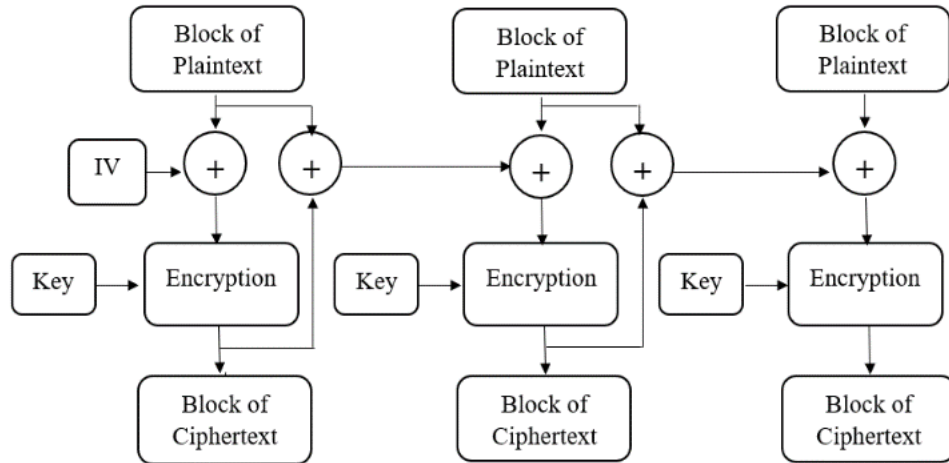 Block of
Plaintext
Block of
Plaintext
Block of
Plaintext
IV
+
+
+
+
+
Key
Encryption
Key
Encryption
Key
Encryption
Block of
Ciphertext
Block of
Ciphertext
Block of
Ciphertext